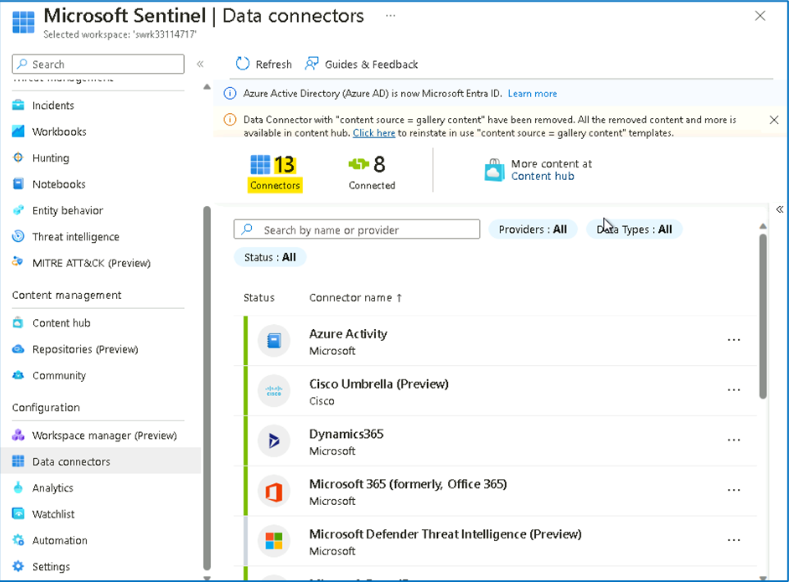 Microsoft Sentinel | Data connectors ...
Selected workspace: 'swrk33114717'
Search
«
Refresh
Guides & Feedback
Threat management
Incidents
Workbooks
Hunting
Notebooks
Entity behavior
Threat intelligence
MITRE ATT&CK (Preview)
Content management
Content hub
Repositories (Preview)
Community
Configuration
Workspace manager (Preview)
Data connectors
Analytics
Watchlist
Automation
Settings
Azure Active Directory (Azure AD) is now Microsoft Entra ID. Learn more
Data Connector with "content source = gallery content" have been removed. All the removed content and more is
available in content hub. Click here to reinstate in use "content source = gallery content" templates.
13
Connectors
8
Connected
More content at
Content hub
«
Search by name or provider
Providers : All
Data Types : All
Status : All
Status
Connector name ↑
Azure Activity
Microsoft
...
Cisco Umbrella (Preview)
Cisco
...
Dynamics365
Microsoft
...
Microsoft 365 (formerly, Office 365)
Microsoft
...
Microsoft Defender Threat Intelligence (Preview)
Microsoft
...